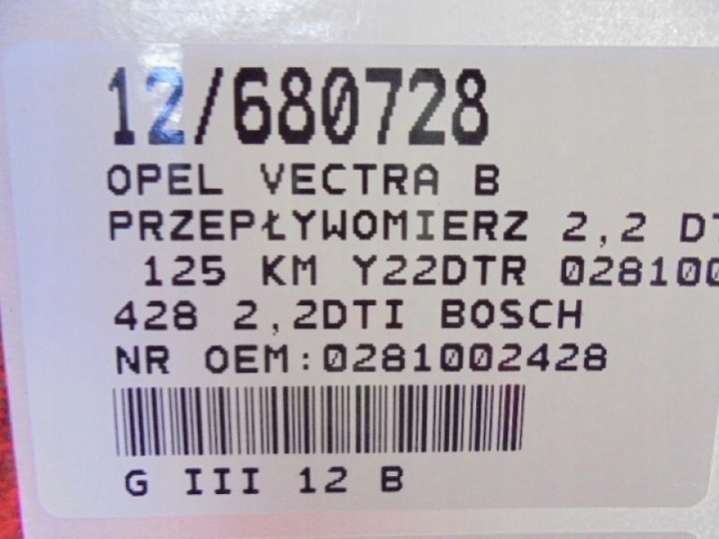 12/680728
OPEL VECTRA B
PRZEPŁYWOMIERZ 2,2 DT
125 KM Y22DTR 028100
428 2,2DTI BOSCH
NR OEM:0281002428
G III 12 B